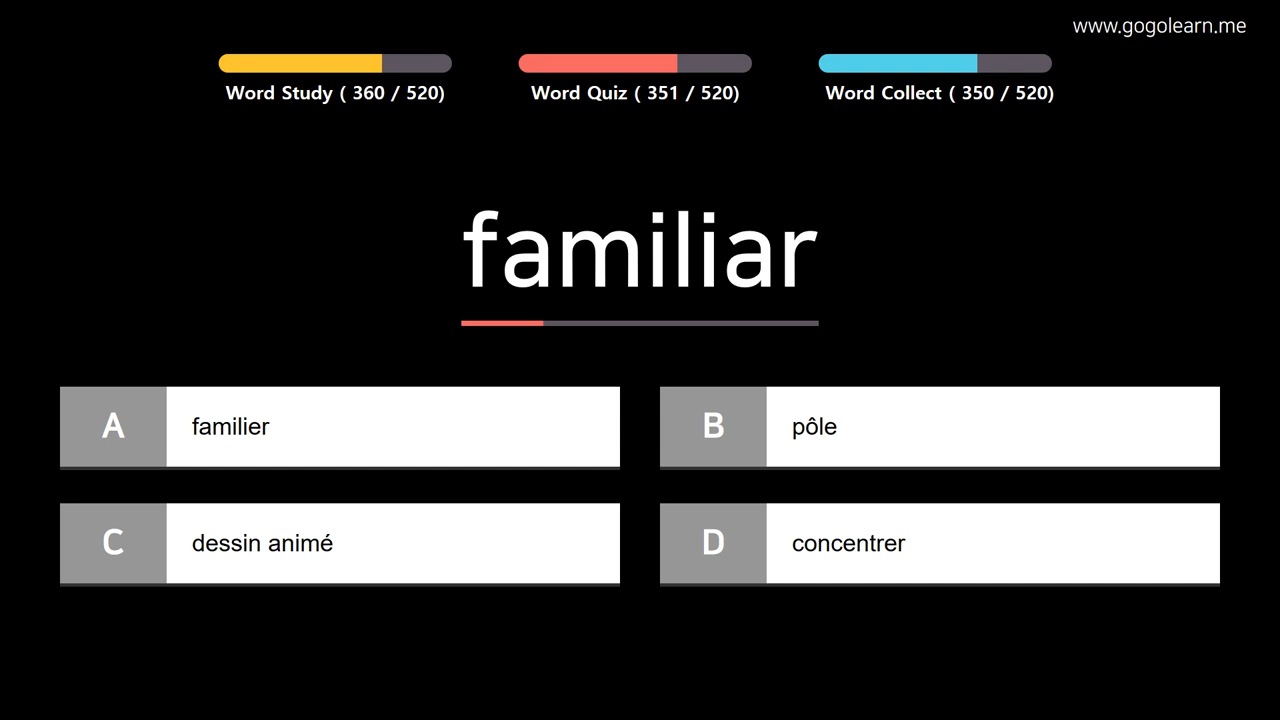 www.gogolearn.me
Word Study ( 360 / 520)
Word Quiz ( 351 / 520)
Word Collect ( 350 / 520)
familiar
A familier
B pôle
C dessin animé
D concentrer